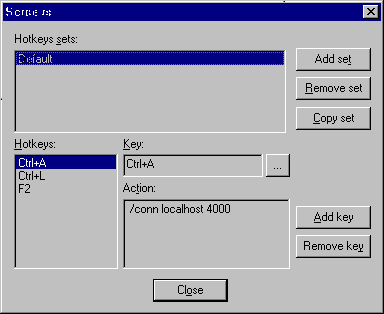 Screens
Hotkeys sets:
Default
Add set
Remove set
Copy set
Hotkeys:
Ctrl+A
Ctrl+L
F2
Key:
Ctrl+A
...
Action:
/conn localhost 4000
Add key
Remove key
Close